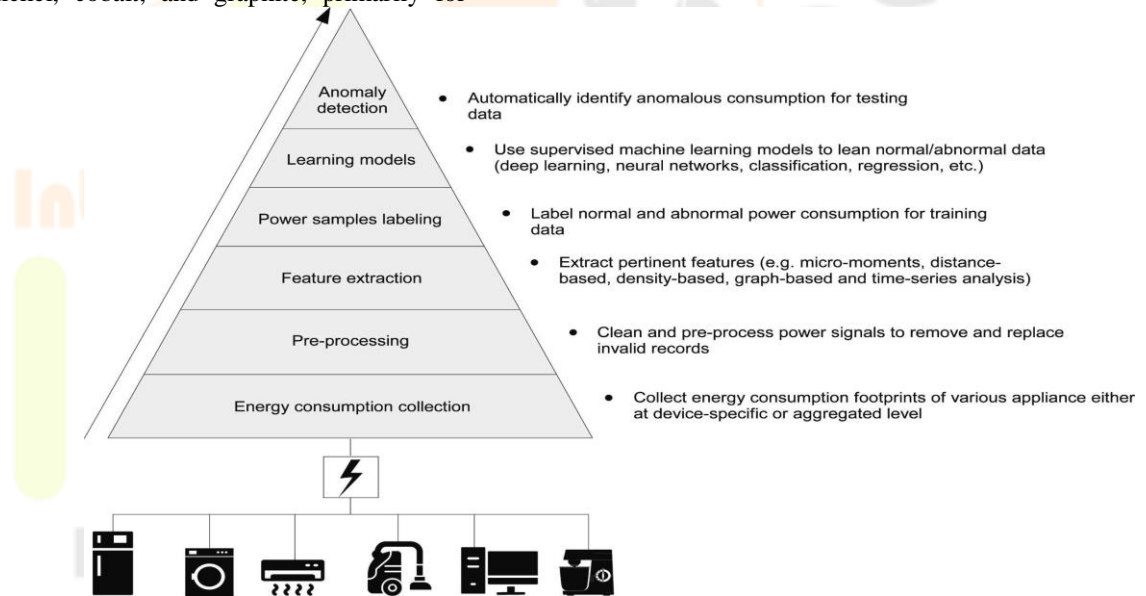 cobalt, and graphite, primarily for
Anomaly
detection
• Automatically identify anomalous consumption for testing
data
Learning models
• Use supervised machine learning models to lean normal/abnormal data
(deep learning, neural networks, classification, regression, etc.)
Power samples labeling
• Label normal and abnormal power consumption for training
data
Feature extraction
• Extract pertinent features (e.g. micro-moments, distance-
based, density-based, graph-based and time-series analysis)
Pre-processing
• Clean and pre-process power signals to remove and replace
invalid records
Energy consumption collection
• Collect energy consumption footprints of various appliance either
at device-specific or aggregated level